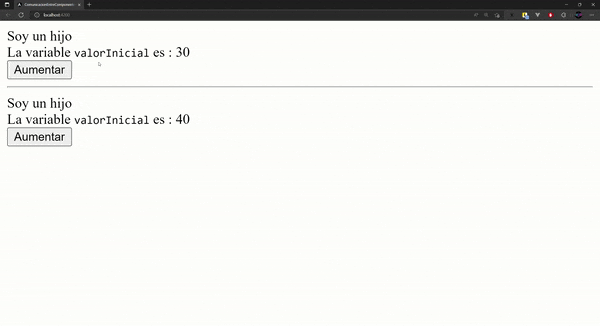 ComunicacionEntreComponente
localhost:4200
Soy un hijo
La variable valorInicial es : 30
Aumentar
Soy un hijo
La variable valorInicial es : 40
Aumentar